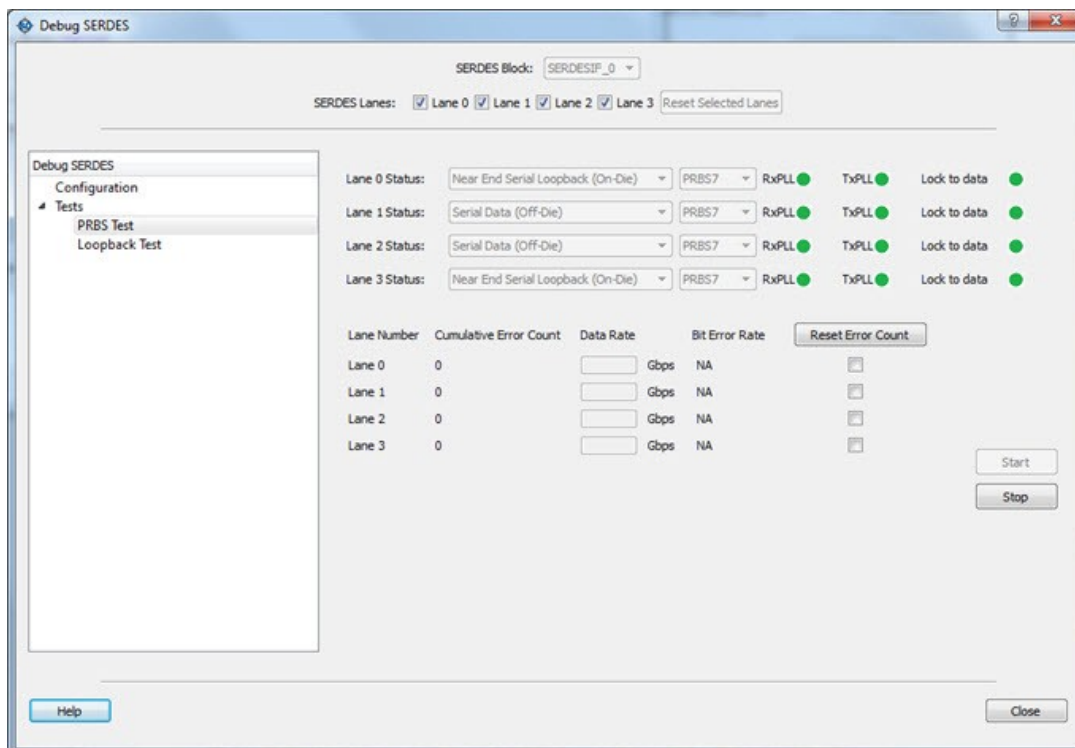 Debug SERDES
SERDES Block: SERDESIF_0
SERDES Lanes: Lane 0 Lane 1 Lane 2 Lane 3 Reset Selected Lanes
Debug SERDES
Configuration
Tests
PRBS Test
Loopback Test
Lane 0 Status: Near End Serial Loopback (On-Die) PRBS7 RxPLL TxPLL Lock to data
Lane 1 Status: Serial Data (Off-Die) PRBS7 RxPLL TxPLL Lock to data
Lane 2 Status: Serial Data (Off-Die) PRBS7 RxPLL TxPLL Lock to data
Lane 3 Status: Near End Serial Loopback (On-Die) PRBS7 RxPLL TxPLL Lock to data
Lane Number Cumulative Error Count Data Rate Bit Error Rate Reset Error Count
Lane 0 0 Gbps NA
Lane 1 0 Gbps NA
Lane 2 0 Gbps NA
Lane 3 0 Gbps NA
Start
Stop
Help Close